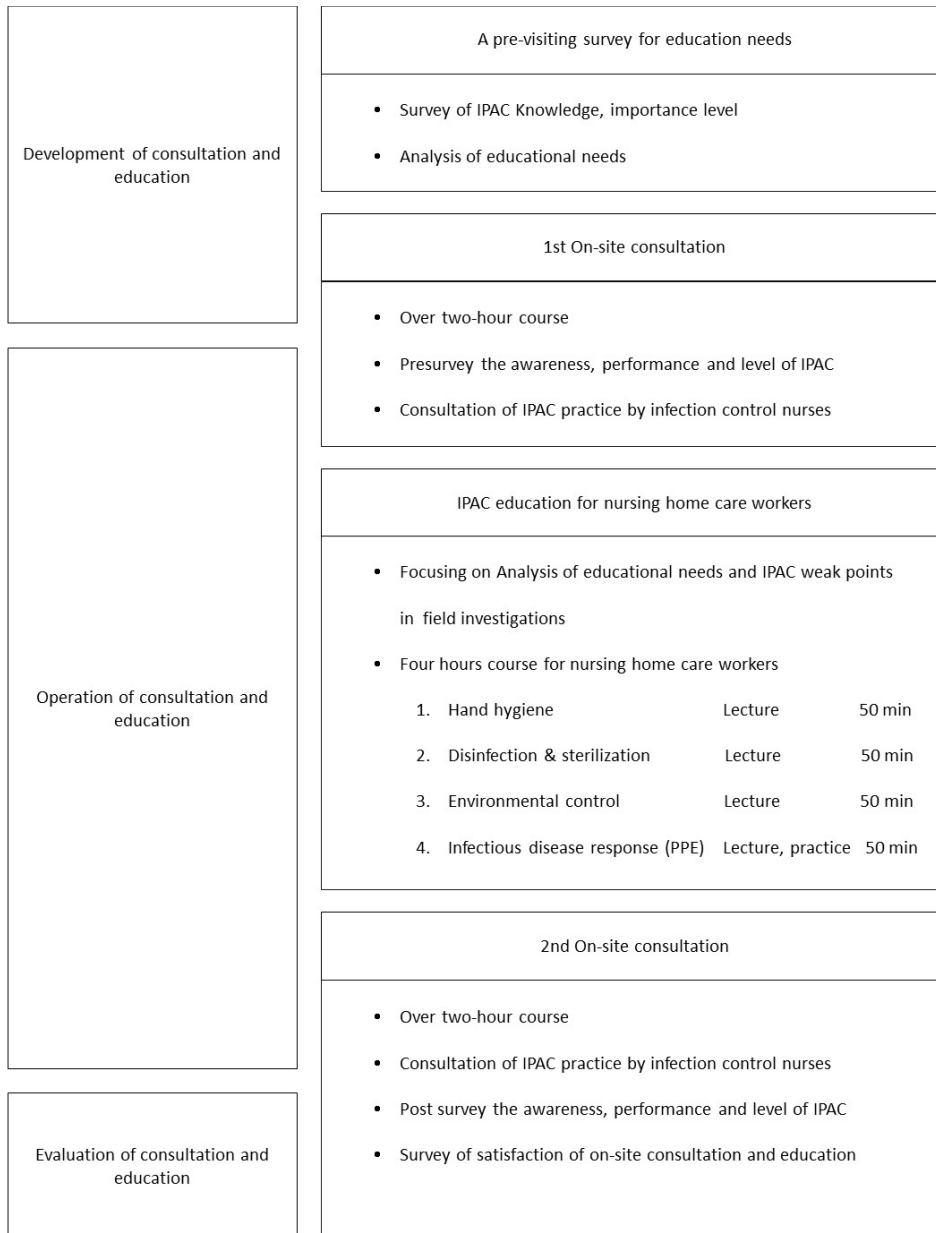 Development of consultation and
education
A pre-visiting survey for education needs
• Survey of IPAC Knowledge, importance level
• Analysis of educational needs
1st On-site consultation
• Over two-hour course
• Presurvey the awareness, performance and level of IPAC
• Consultation of IPAC practice by infection control nurses
Operation of consultation and
education
IPAC education for nursing home care workers
• Focusing on Analysis of educational needs and IPAC weak points
in field investigations
• Four hours course for nursing home care workers
1. Hand hygiene Lecture 50 min
2. Disinfection & sterilization Lecture 50 min
3. Environmental control Lecture 50 min
4. Infectious disease response (PPE) Lecture, practice 50 min
2nd On-site consultation
• Over two-hour course
• Consultation of IPAC practice by infection control nurses
• Post survey the awareness, performance and level of IPAC
• Survey of satisfaction of on-site consultation and education
Evaluation of consultation and
education